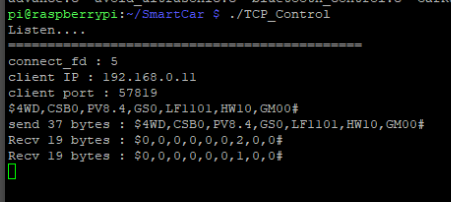 pi@raspberrypi:~/SmartCar $ ./TCP_Control
Listen....
==============================================
connect_fd : 5
client IP : 192.168.0.11
client port : 57819
$4WD,CSB0,PV8.4,GS0,LF1101,HW10,GM00#
send 37 bytes : $4WD,CSB0,PV8.4,GS0,LF1101,HW10,GM00#
Recv 19 bytes : $0,0,0,0,0,0,2,0,0#
Recv 19 bytes : $0,0,0,0,0,0,1,0,0#